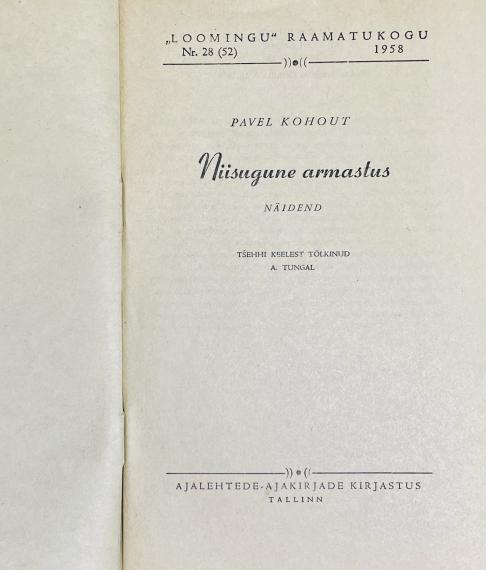 „LOOMINGU“ RAAMATUKOGU
Nr. 28 (52) 1958
PAVEL KOHOUT
Niisugune armastus
NÄIDEND
TŠEHHI KEELEST TÕLKINUD
A. TUNGAL
AJALEHTEDE-AJAKIRJADE KIRJASTUS
TALLINN